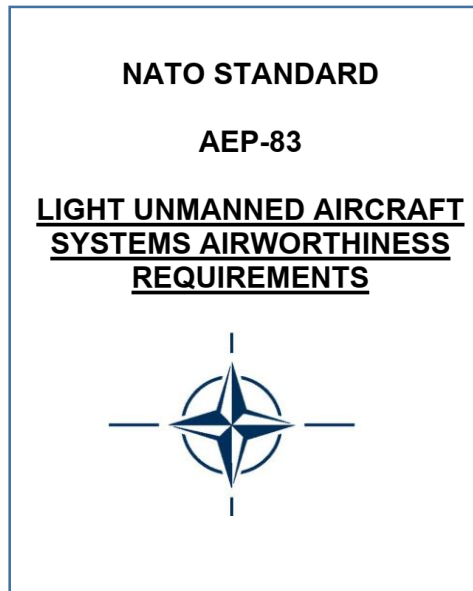 NATO STANDARD
AEP-83
LIGHT UNMANNED AIRCRAFT
SYSTEMS AIRWORTHINESS
REQUIREMENTS